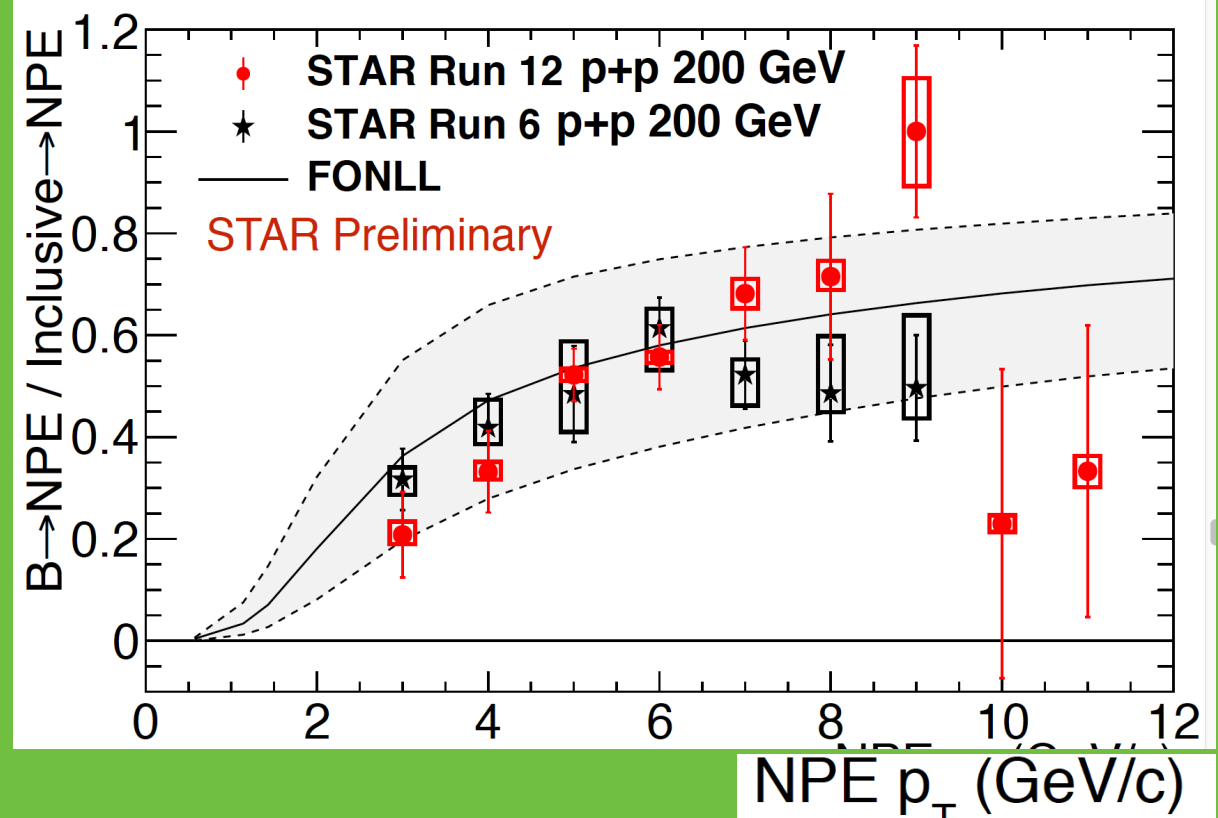 B→NPE / Inclusive→NPE
1.2
1
0.8
0.6
0.4
0.2
0
STAR Run 12 p+p 200 GeV
STAR Run 6 p+p 200 GeV
FONLL
STAR Preliminary
0 2 4 6 8 10 12
NPE p_T (GeV/c)